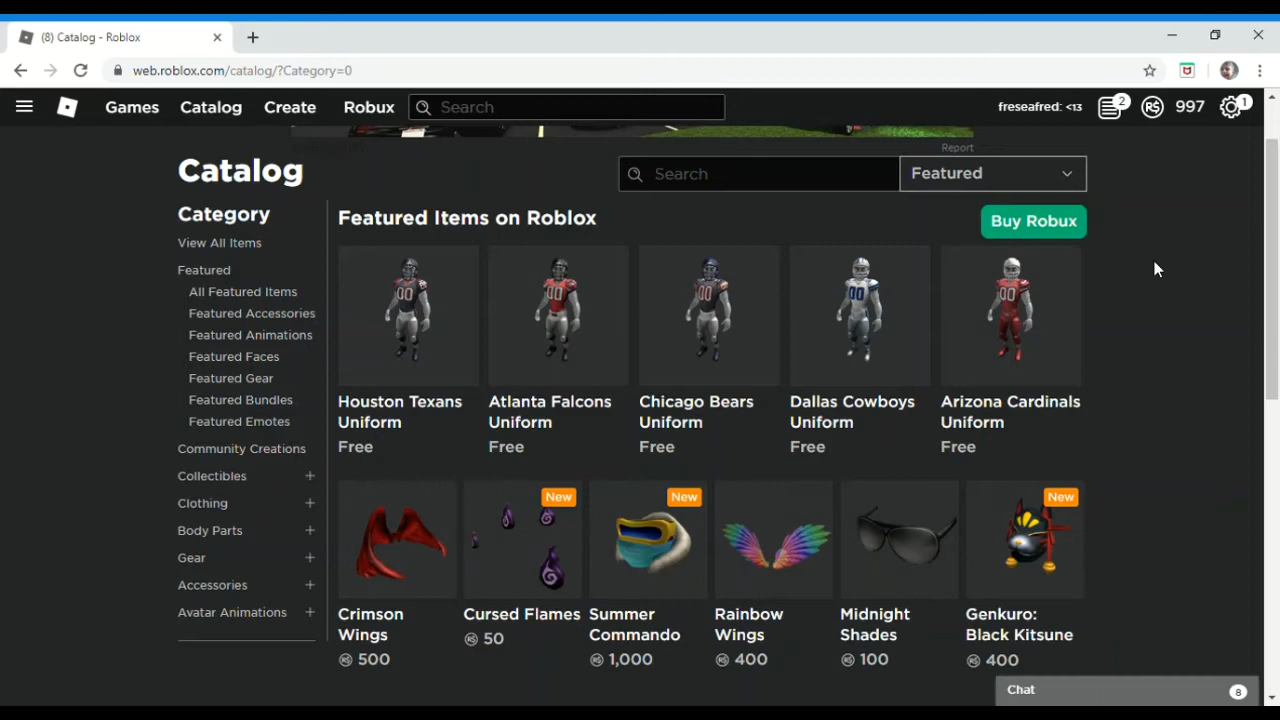 (8) Catalog - Roblox
web.roblox.com/catalog/?Category=0
Games Catalog Create Robux Search freseafred: <13 2 997 1
Report
Catalog
Search Featured
Category
View All Items
Featured
All Featured Items
Featured Accessories
Featured Animations
Featured Faces
Featured Gear
Featured Bundles
Featured Emotes
Community Creations
Collectibles +
Clothing +
Body Parts +
Gear +
Accessories +
Avatar Animations +
Featured Items on Roblox
Buy Robux
Houston Texans
Uniform
Free
Atlanta Falcons
Uniform
Free
Chicago Bears
Uniform
Free
Dallas Cowboys
Uniform
Free
Arizona Cardinals
Uniform
Free
Crimson
Wings
500
New
Cursed Flames
50
New
Summer
Commando
1,000
Rainbow
Wings
400
Midnight
Shades
100
New
Genkuro:
Black Kitsune
400
Chat 8